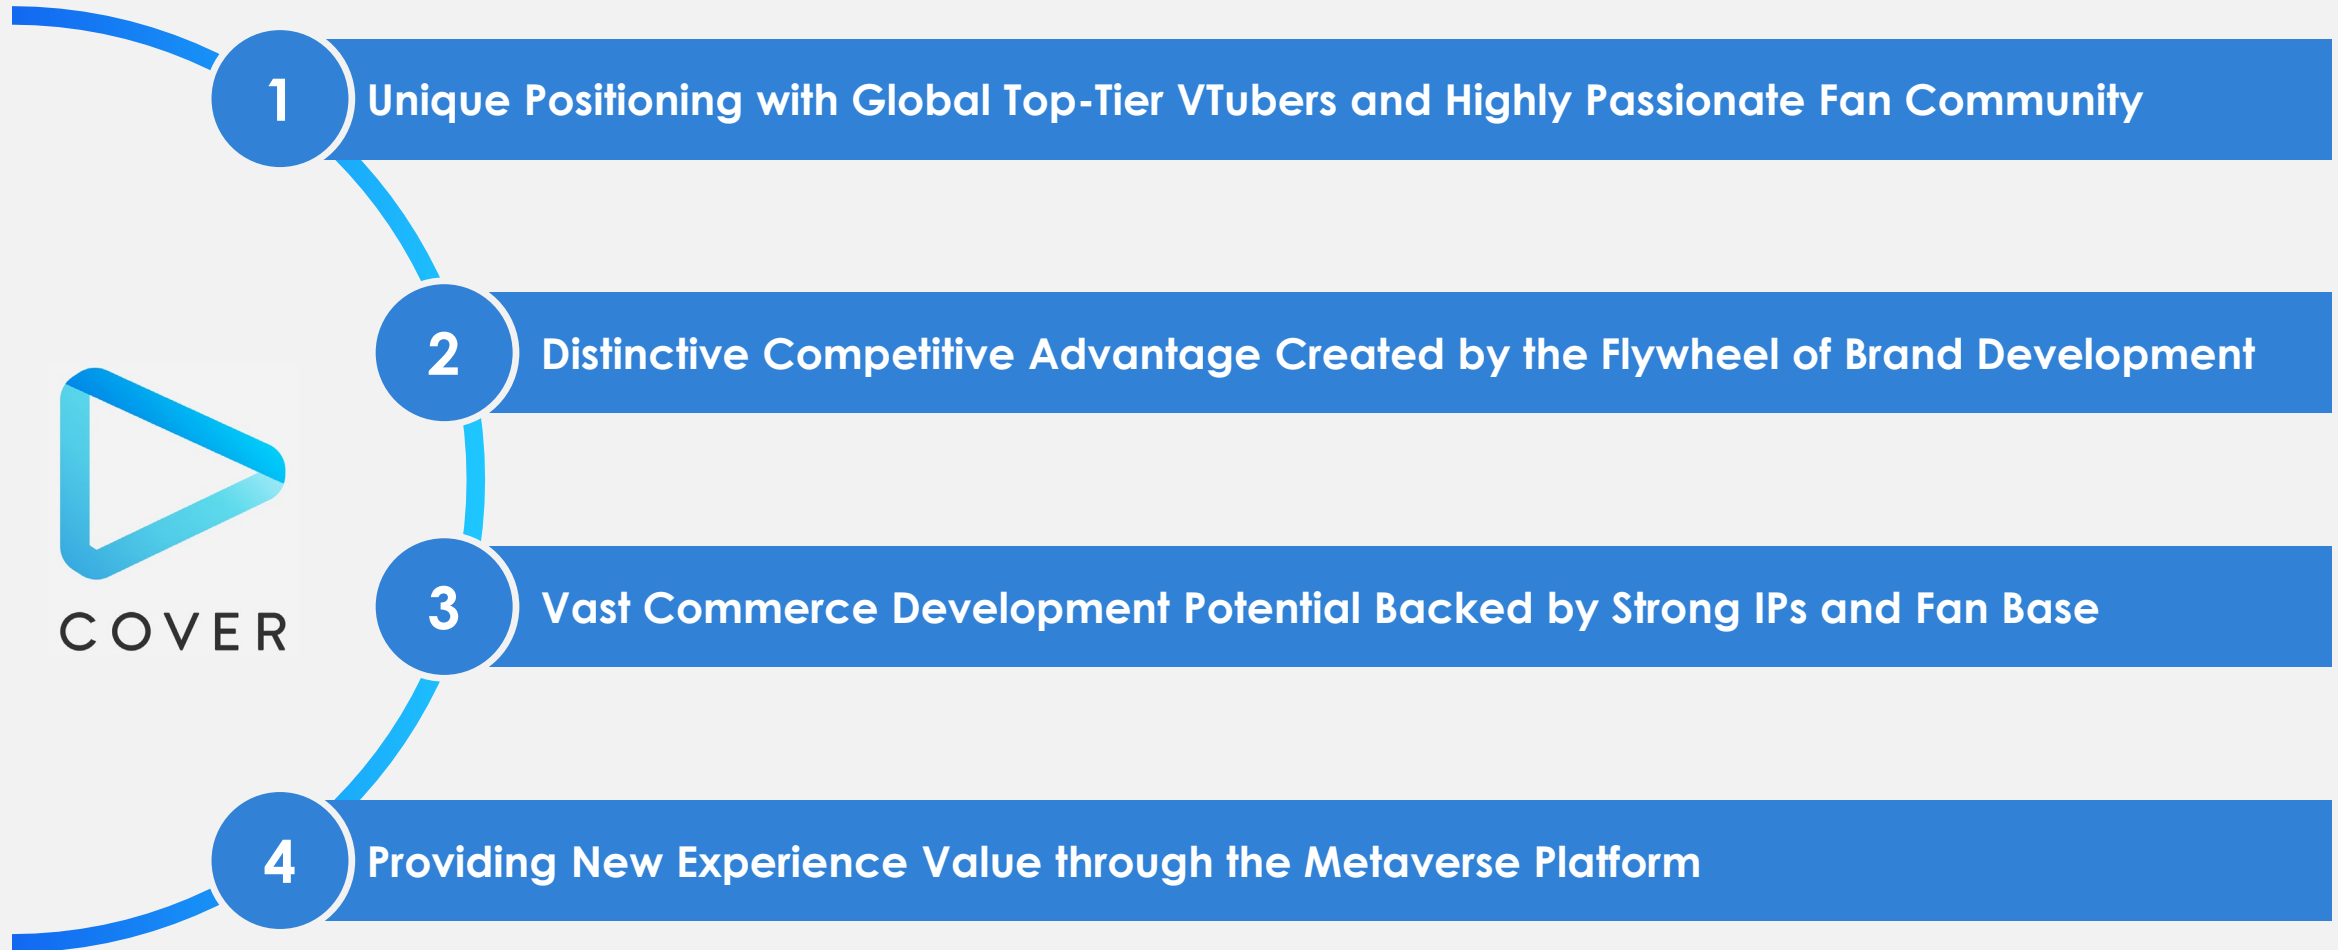 1
Unique Positioning with Global Top-Tier VTubers and Highly Passionate Fan Community
2
Distinctive Competitive Advantage Created by the Flywheel of Brand Development
COVER
3
Vast Commerce Development Potential Backed by Strong IPs and Fan Base
4
Providing New Experience Value through the Metaverse Platform